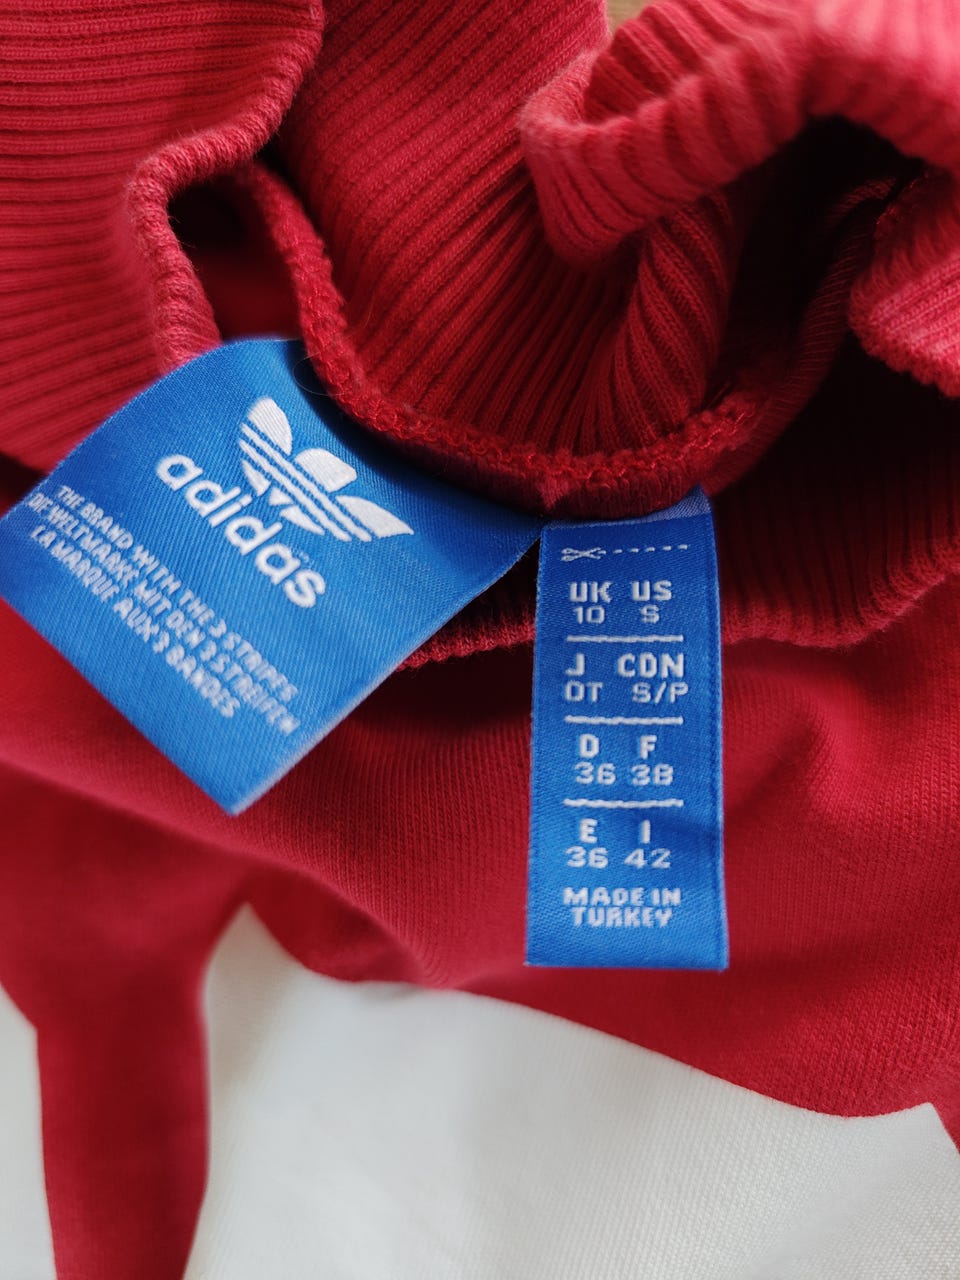 adidas
THE BRAND WITH THE 3 STRIPES
DIE WELTMARKE MIT DEN 3 STREIFEN
LA MARQUE AUX 3 BANDES
UK US
10 S
J CDN
OT S/P
D F
36 38
E I
36 42
MADE IN
TURKEY